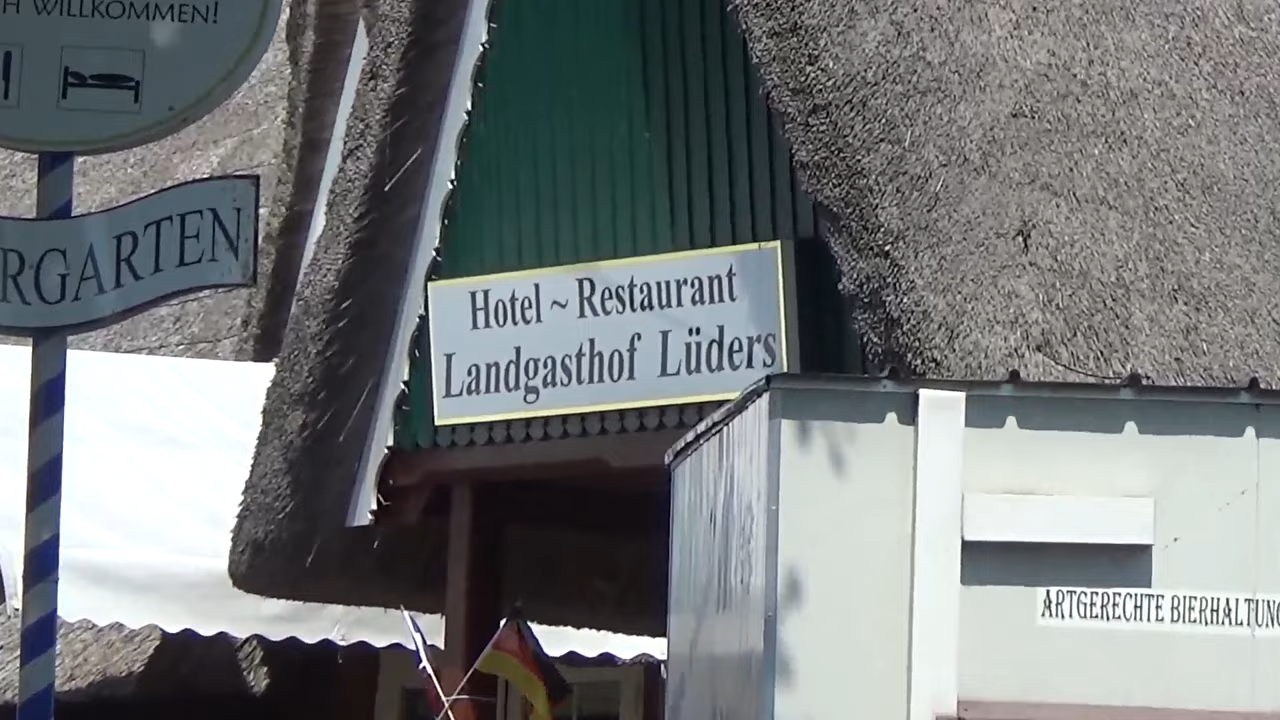 WILLKOMMEN!
RGARTEN
Hotel ~ Restaurant
Landgasthof Lüders
ARTGERECHTE BIERHALTUNG